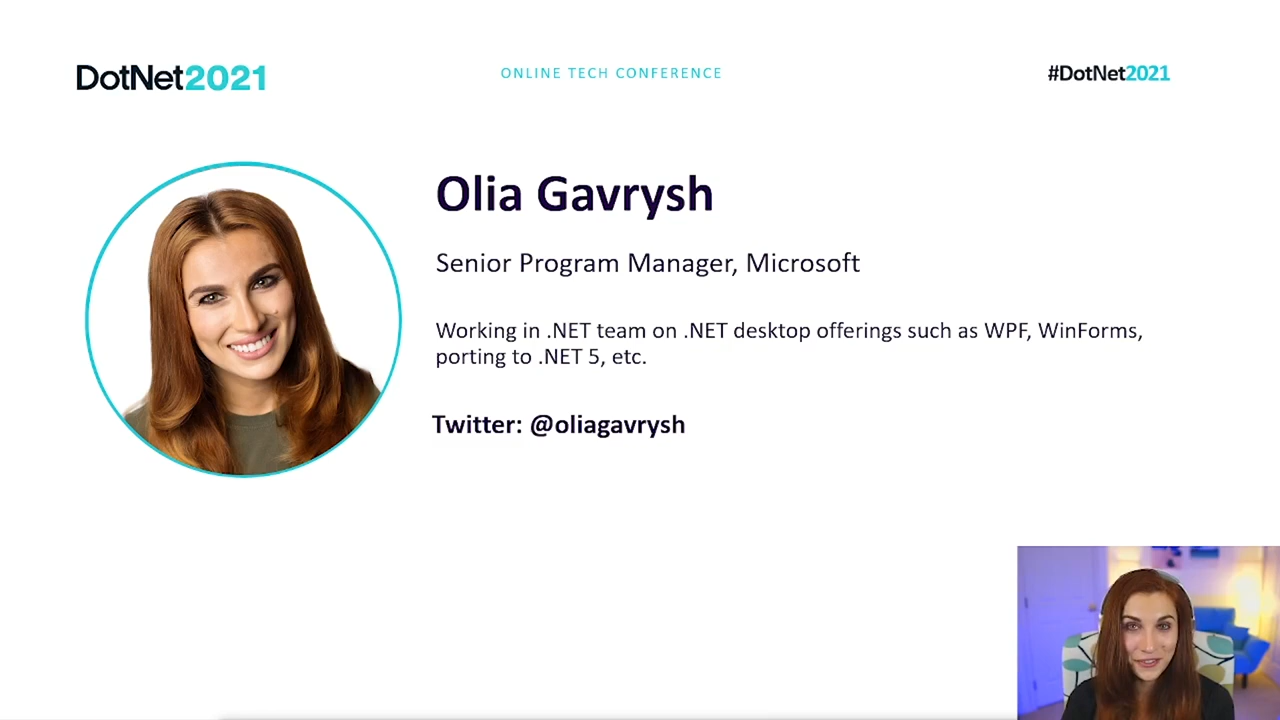 DotNet2021
ONLINE TECH CONFERENCE
#DotNet2021
Olia Gavrysh
Senior Program Manager, Microsoft
Working in .NET team on .NET desktop offerings such as WPF, WinForms,
porting to .NET 5, etc.
Twitter: @oliagavrysh